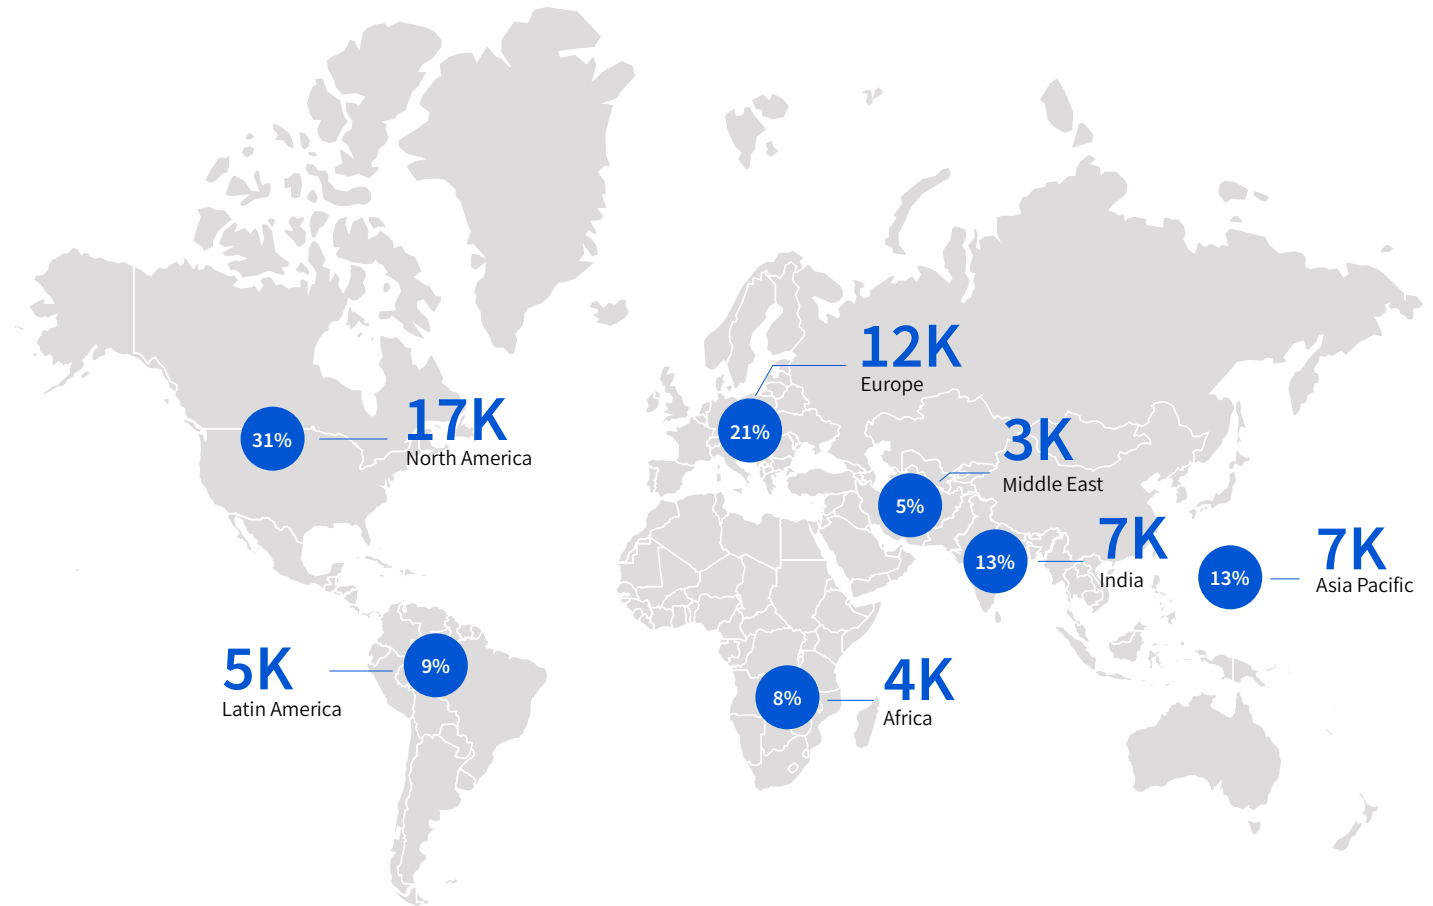 12K
Europe
21%
17K
North America
31%
3K
Middle East
5%
7K
India
13%
7K
Asia Pacific
13%
5K
Latin America
9%
4K
Africa
8%